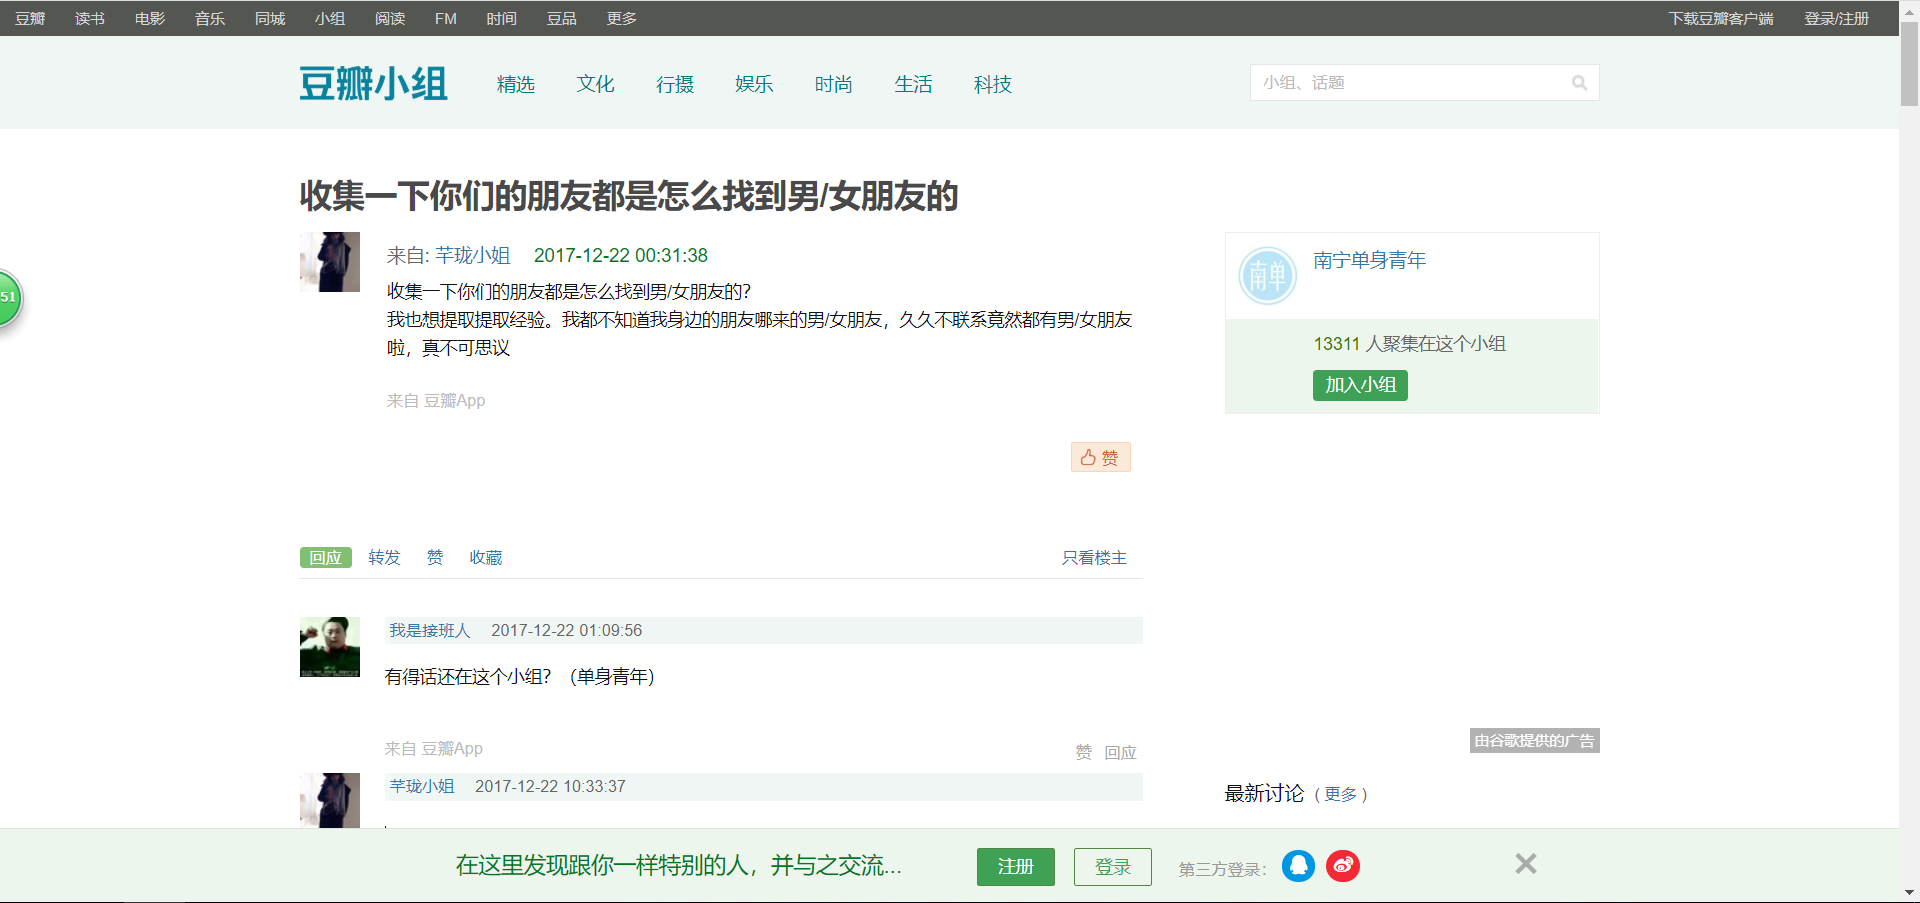 豆瓣 读书 电影 音乐 同城 小组 阅读 FM 时间 豆品 更多 下载豆瓣客户端 登录/注册
豆瓣小组 精选 文化 行摄 娱乐 时尚 生活 科技 小组、话题
收集一下你们的朋友都是怎么找到男/女朋友的
来自: 芊珑小姐 2017-12-22 00:31:38
收集一下你们的朋友都是怎么找到男/女朋友的?
我也想提取提取经验。我都不知道我身边的朋友哪来的男/女朋友，久久不联系竟然都有男/女朋友
啦，真不可思议
来自 豆瓣App
赞
南单
南宁单身青年
13311 人聚集在这个小组
加入小组
51
回应 转发 赞 收藏 只看楼主
我是接班人 2017-12-22 01:09:56
有得话还在这个小组？（单身青年）
来自 豆瓣App
赞 回应
由谷歌提供的广告
芊珑小姐 2017-12-22 10:33:37
最新讨论 ( 更多 )
在这里发现跟你一样特别的人，并与之交流... 注册 登录 第三方登录: